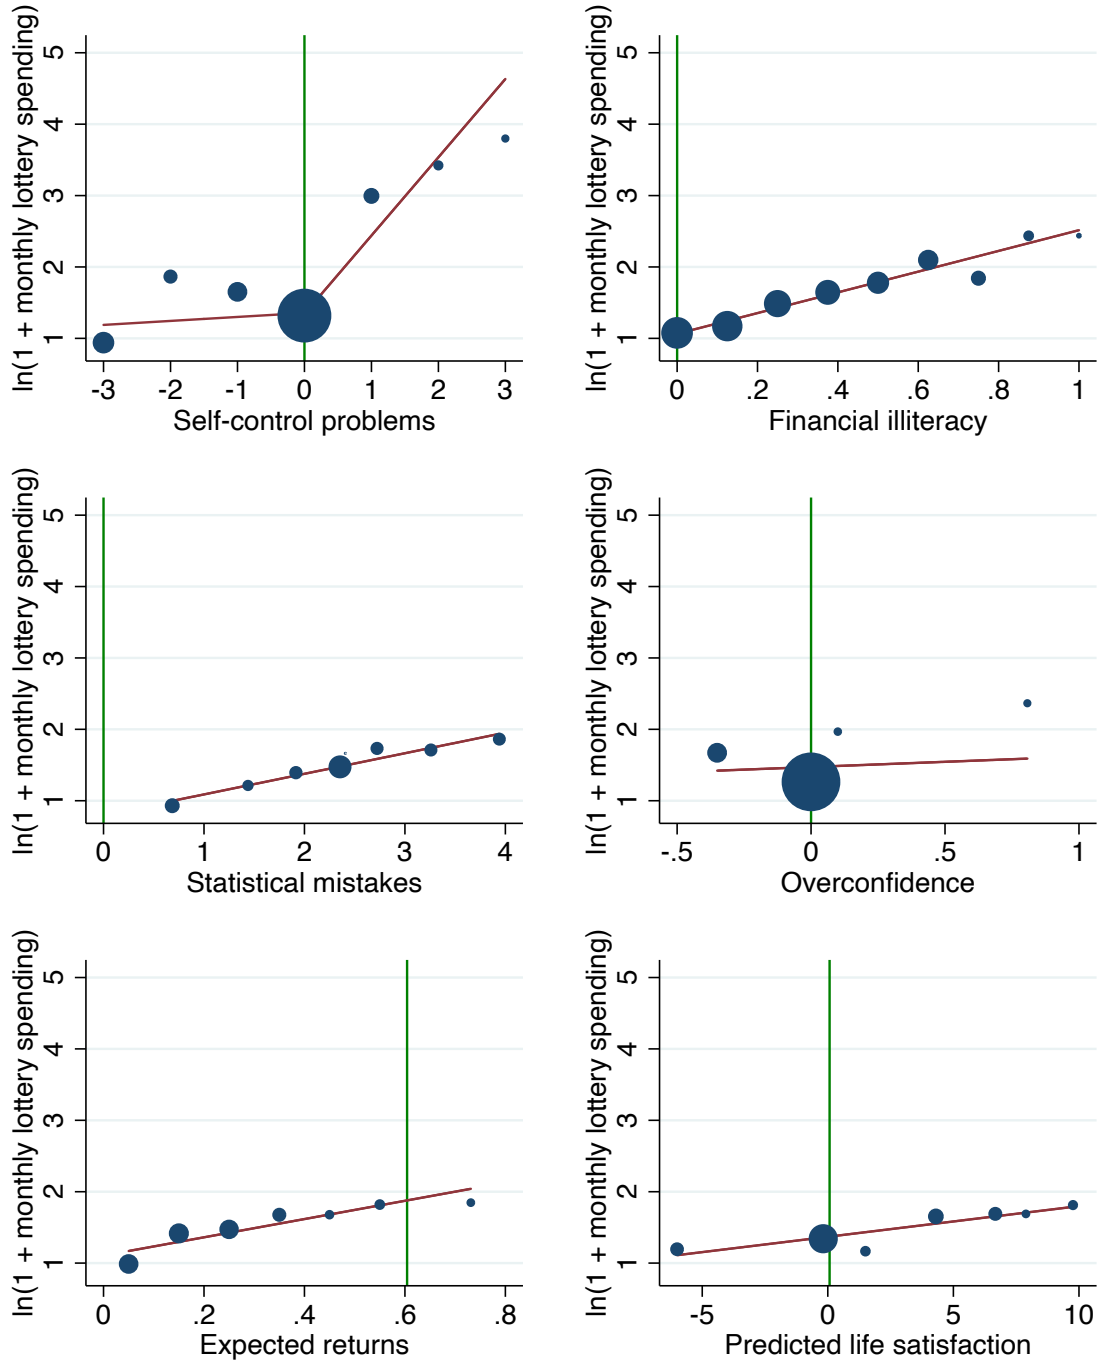 ln(1 + monthly lottery spending)
5
4
3
2
1
-3 -2 -1 0 1 2 3
Self-control problems
ln(1 + monthly lottery spending)
5
4
3
2
1
0 .2 .4 .6 .8 1
Financial illiteracy
ln(1 + monthly lottery spending)
5
4
3
2
1
0 1 2 3 4
Statistical mistakes
ln(1 + monthly lottery spending)
5
4
3
2
1
-.5 0 .5 1
Overconfidence
ln(1 + monthly lottery spending)
5
4
3
2
1
0 .2 .4 .6 .8
Expected returns
ln(1 + monthly lottery spending)
5
4
3
2
1
-5 0 5 10
Predicted life satisfaction